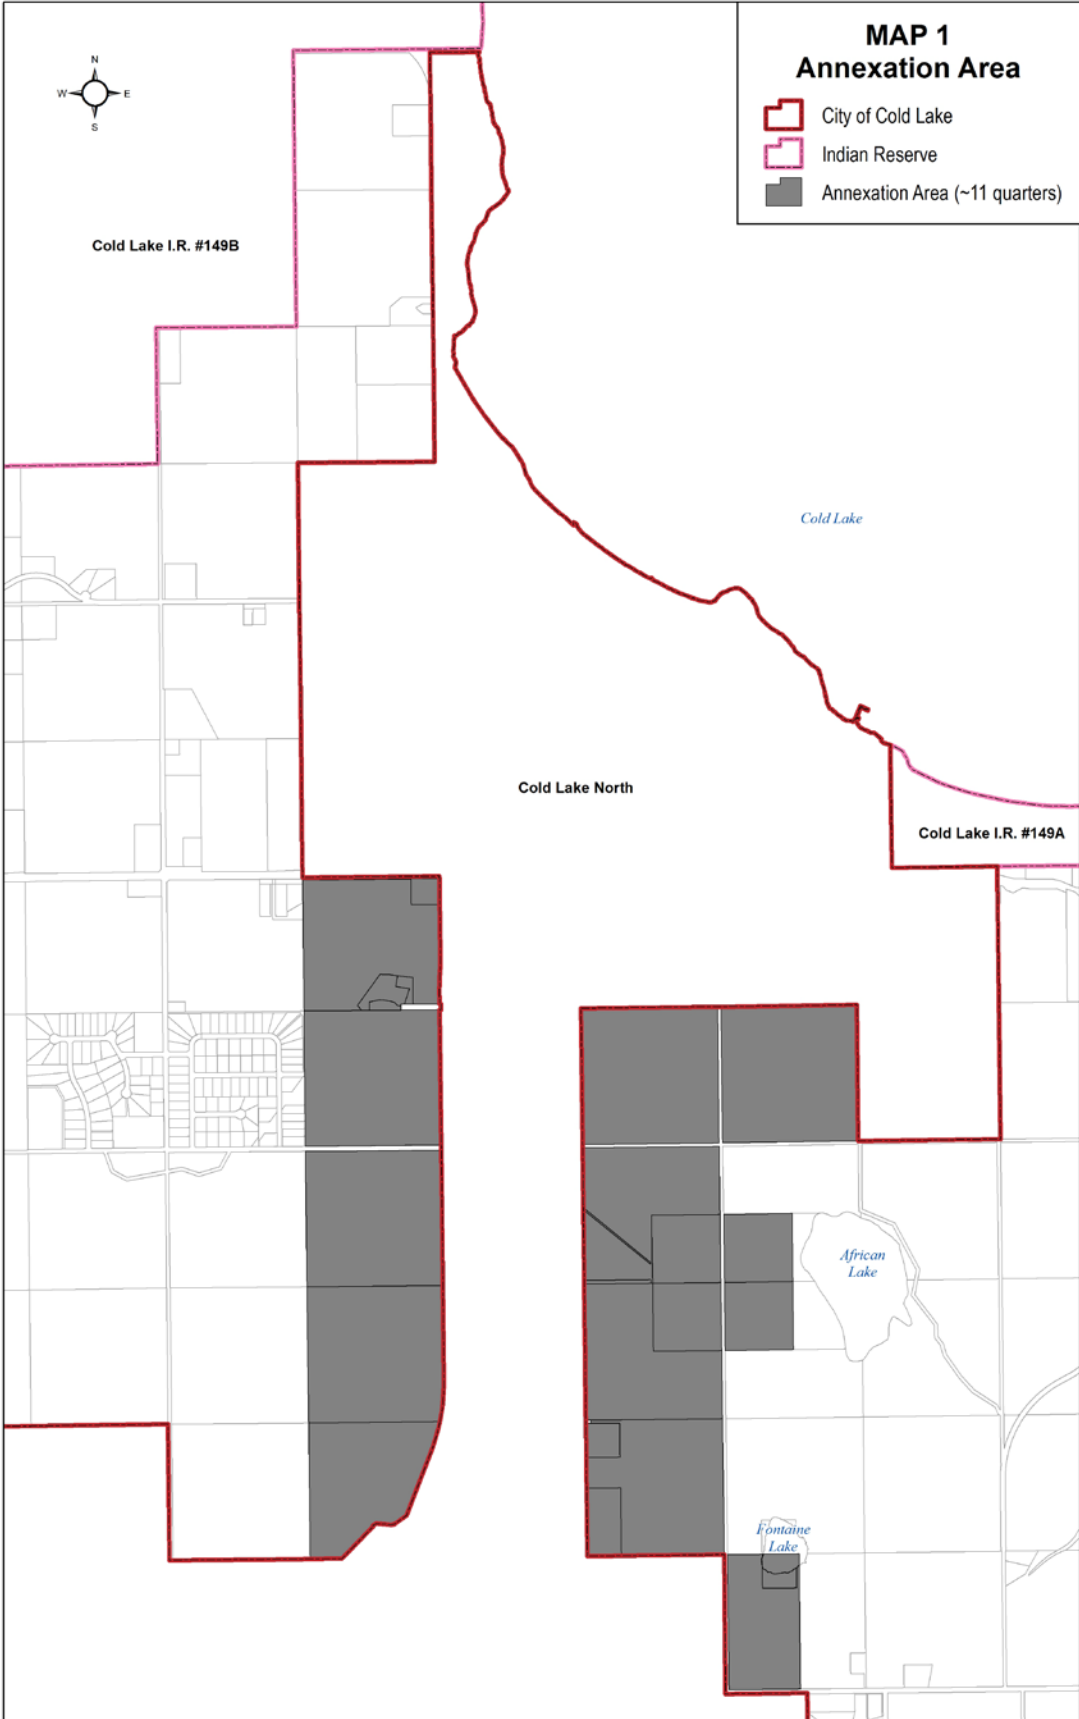 MAP 1
Annexation Area
City of Cold Lake
Indian Reserve
Annexation Area (~11 quarters)
N
W E
S
Cold Lake I.R. #149B
Cold Lake
Cold Lake North
Cold Lake I.R. #149A
African
Lake
Fontaine
Lake